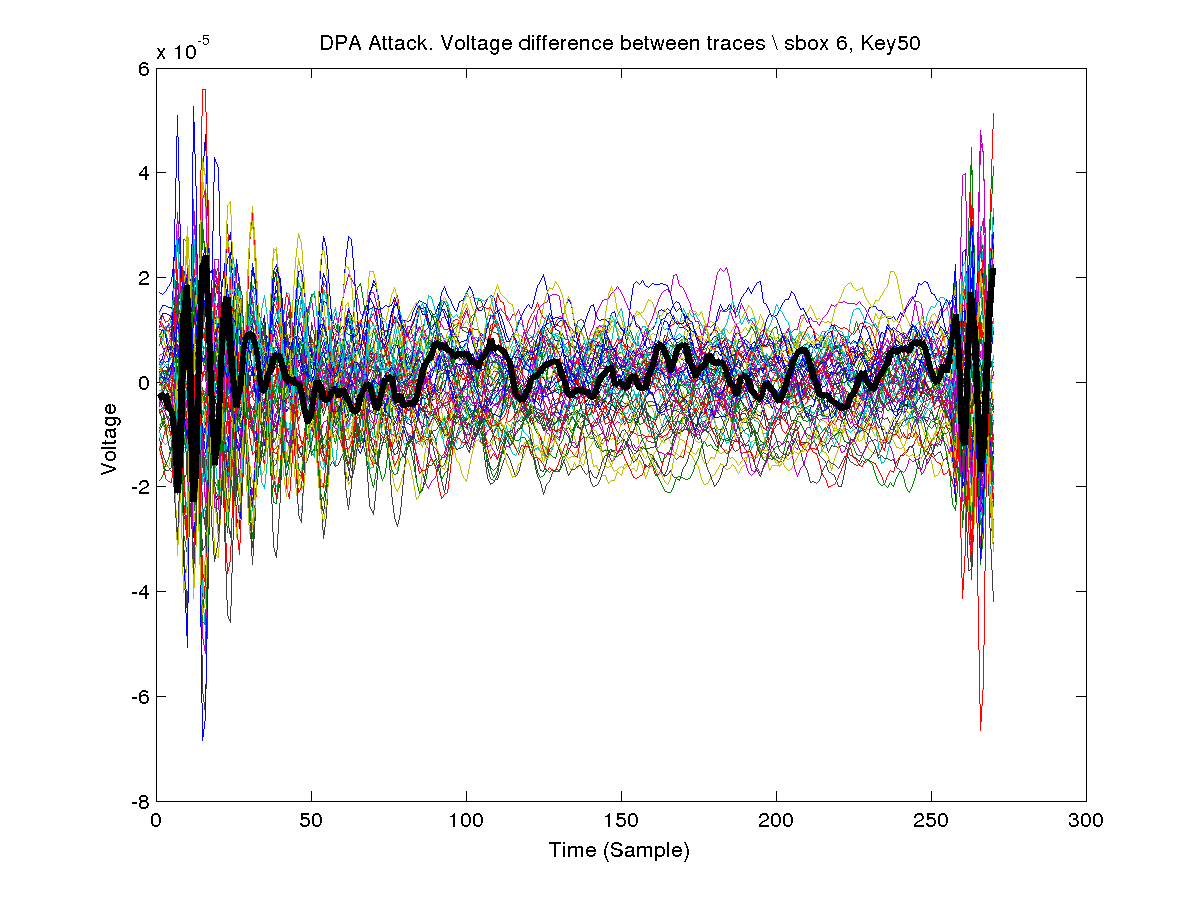 DPA Attack. Voltage difference between traces \ sbox 6, Key50
x 10^-5
6
4
2
0
-2
-4
-6
-8
Voltage
0 50 100 150 200 250 300
Time (Sample)